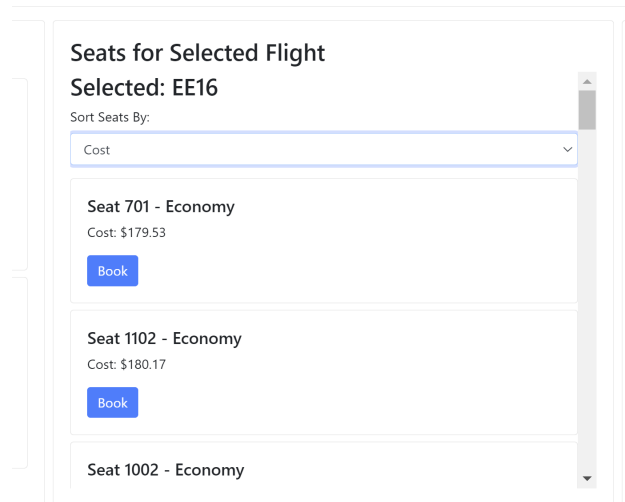 Seats for Selected Flight
Selected: EE16
Sort Seats By:
Cost
Seat 701 - Economy
Cost: $179.53
Book
Seat 1102 - Economy
Cost: $180.17
Book
Seat 1002 - Economy